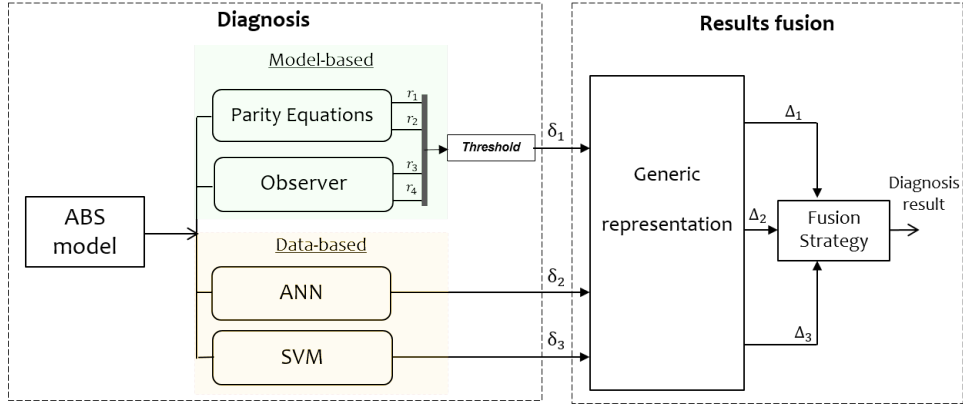 Diagnosis
Results fusion
Model-based
Parity Equations
r₁
r₂
Observer
r₃
r₄
Threshold
δ₁
ABS
model
Data-based
ANN
δ₂
SVM
δ₃
Generic
representation
Δ₁
Δ₂
Δ₃
Fusion
Strategy
Diagnosis
result